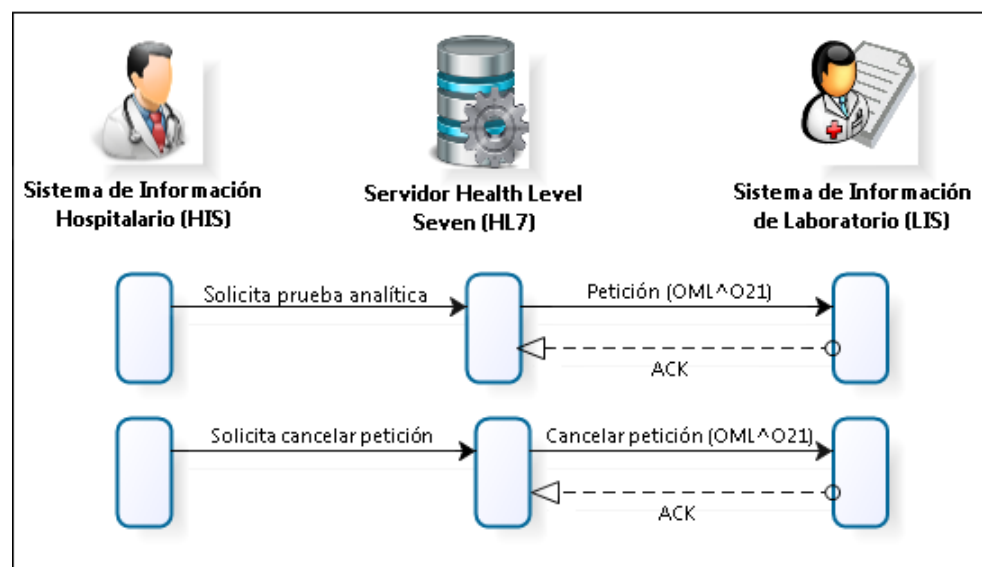 Sistema de Información
Hospitalario (HIS)
Servidor Health Level
Seven (HL7)
Sistema de Información
de Laboratorio (LIS)
Solicita prueba analítica
Petición (OML^O21)
ACK
Solicita cancelar petición
Cancelar petición (OML^O21)
ACK